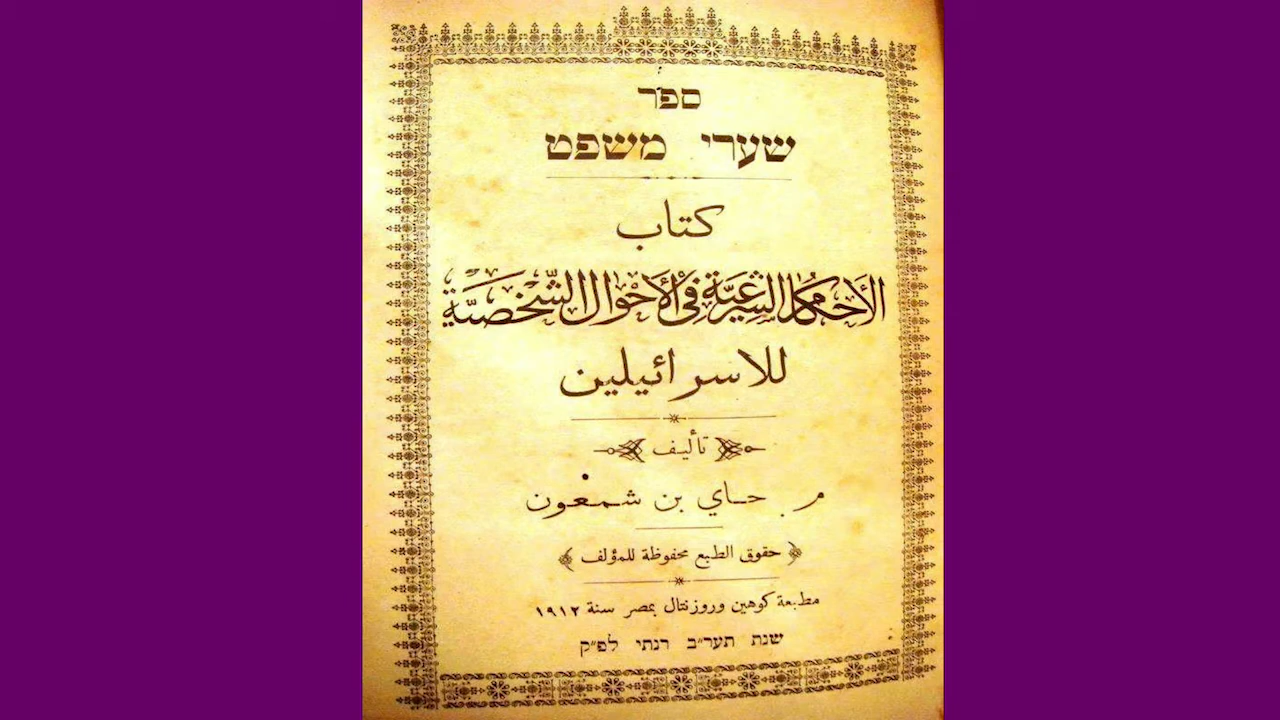 ספר
שערי משפט
كتاب
الأحكام الشرعية في الأحوال الشخصية
للاسرائيلين
تأليف
م . حاي بن شمعون
حقوق الطبع محفوظة للمؤلف
مطبعة كوهين وروزنتال بمصر سنة ١٩١٢
שנת תער״ב רנתי לפ״ק